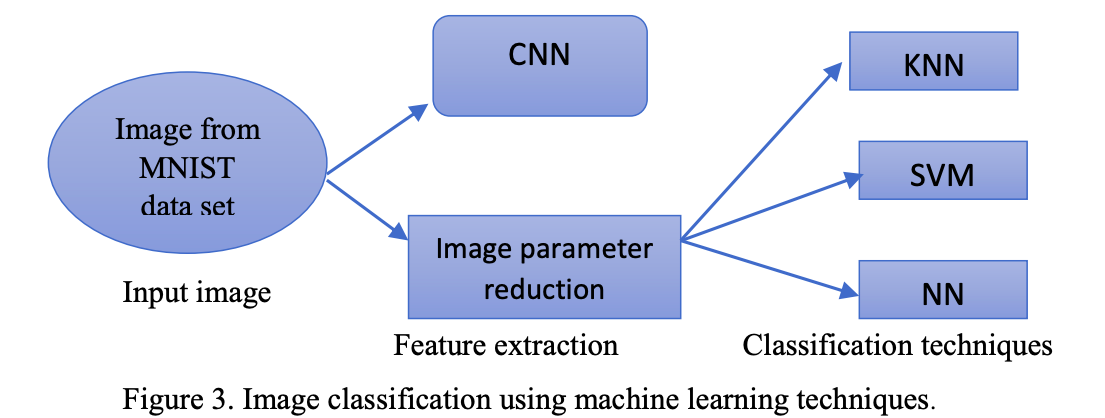 CNN
KNN
Image from
MNIST
data set
SVM
Image parameter
reduction
NN
Input image
Feature extraction
Classification techniques
Figure 3. Image classification using machine learning techniques.